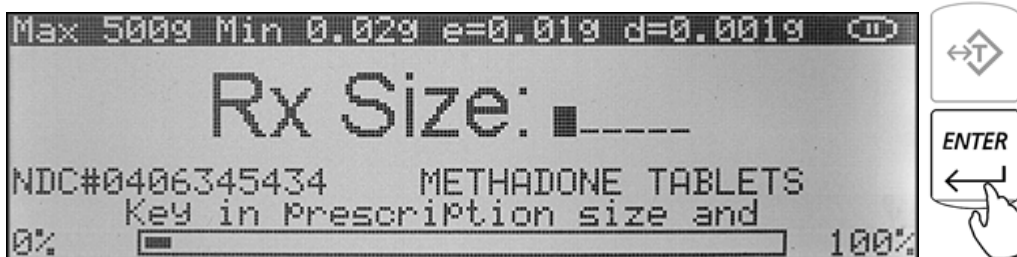 Max 500g Min 0.02g e=0.01g d=0.001g
Rx Size:
NDC#0406345434 METHADONE TABLETS
Key in Prescription size and
0% 100%
T
ENTER